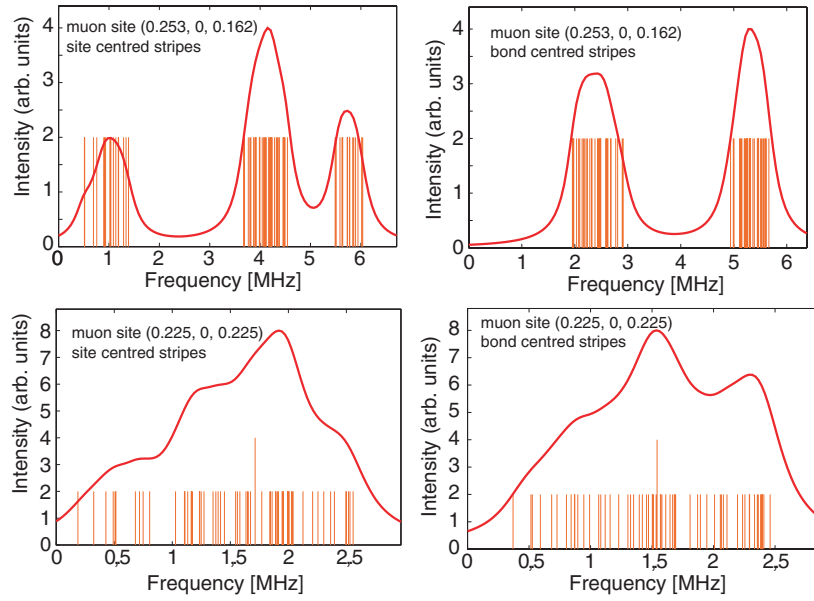 muon site (0.253, 0, 0.162)
site centred stripes
Intensity (arb. units)
4
3
2
1
0
0 1 2 3 4 5 6
Frequency [MHz]
muon site (0.253, 0, 0.162)
bond centred stripes
Intensity (arb. units)
4
3
2
1
0
0 1 2 3 4 5 6
Frequency [MHz]
muon site (0.225, 0, 0.225)
site centred stripes
Intensity (arb. units)
8
7
6
5
4
3
2
1
0
0 0,5 1 1,5 2 2,5
Frequency [MHz]
muon site (0.225, 0, 0.225)
bond centred stripes
Intensity (arb. units)
8
7
6
5
4
3
2
1
0
0 0,5 1 1,5 2 2,5
Frequency [MHz]